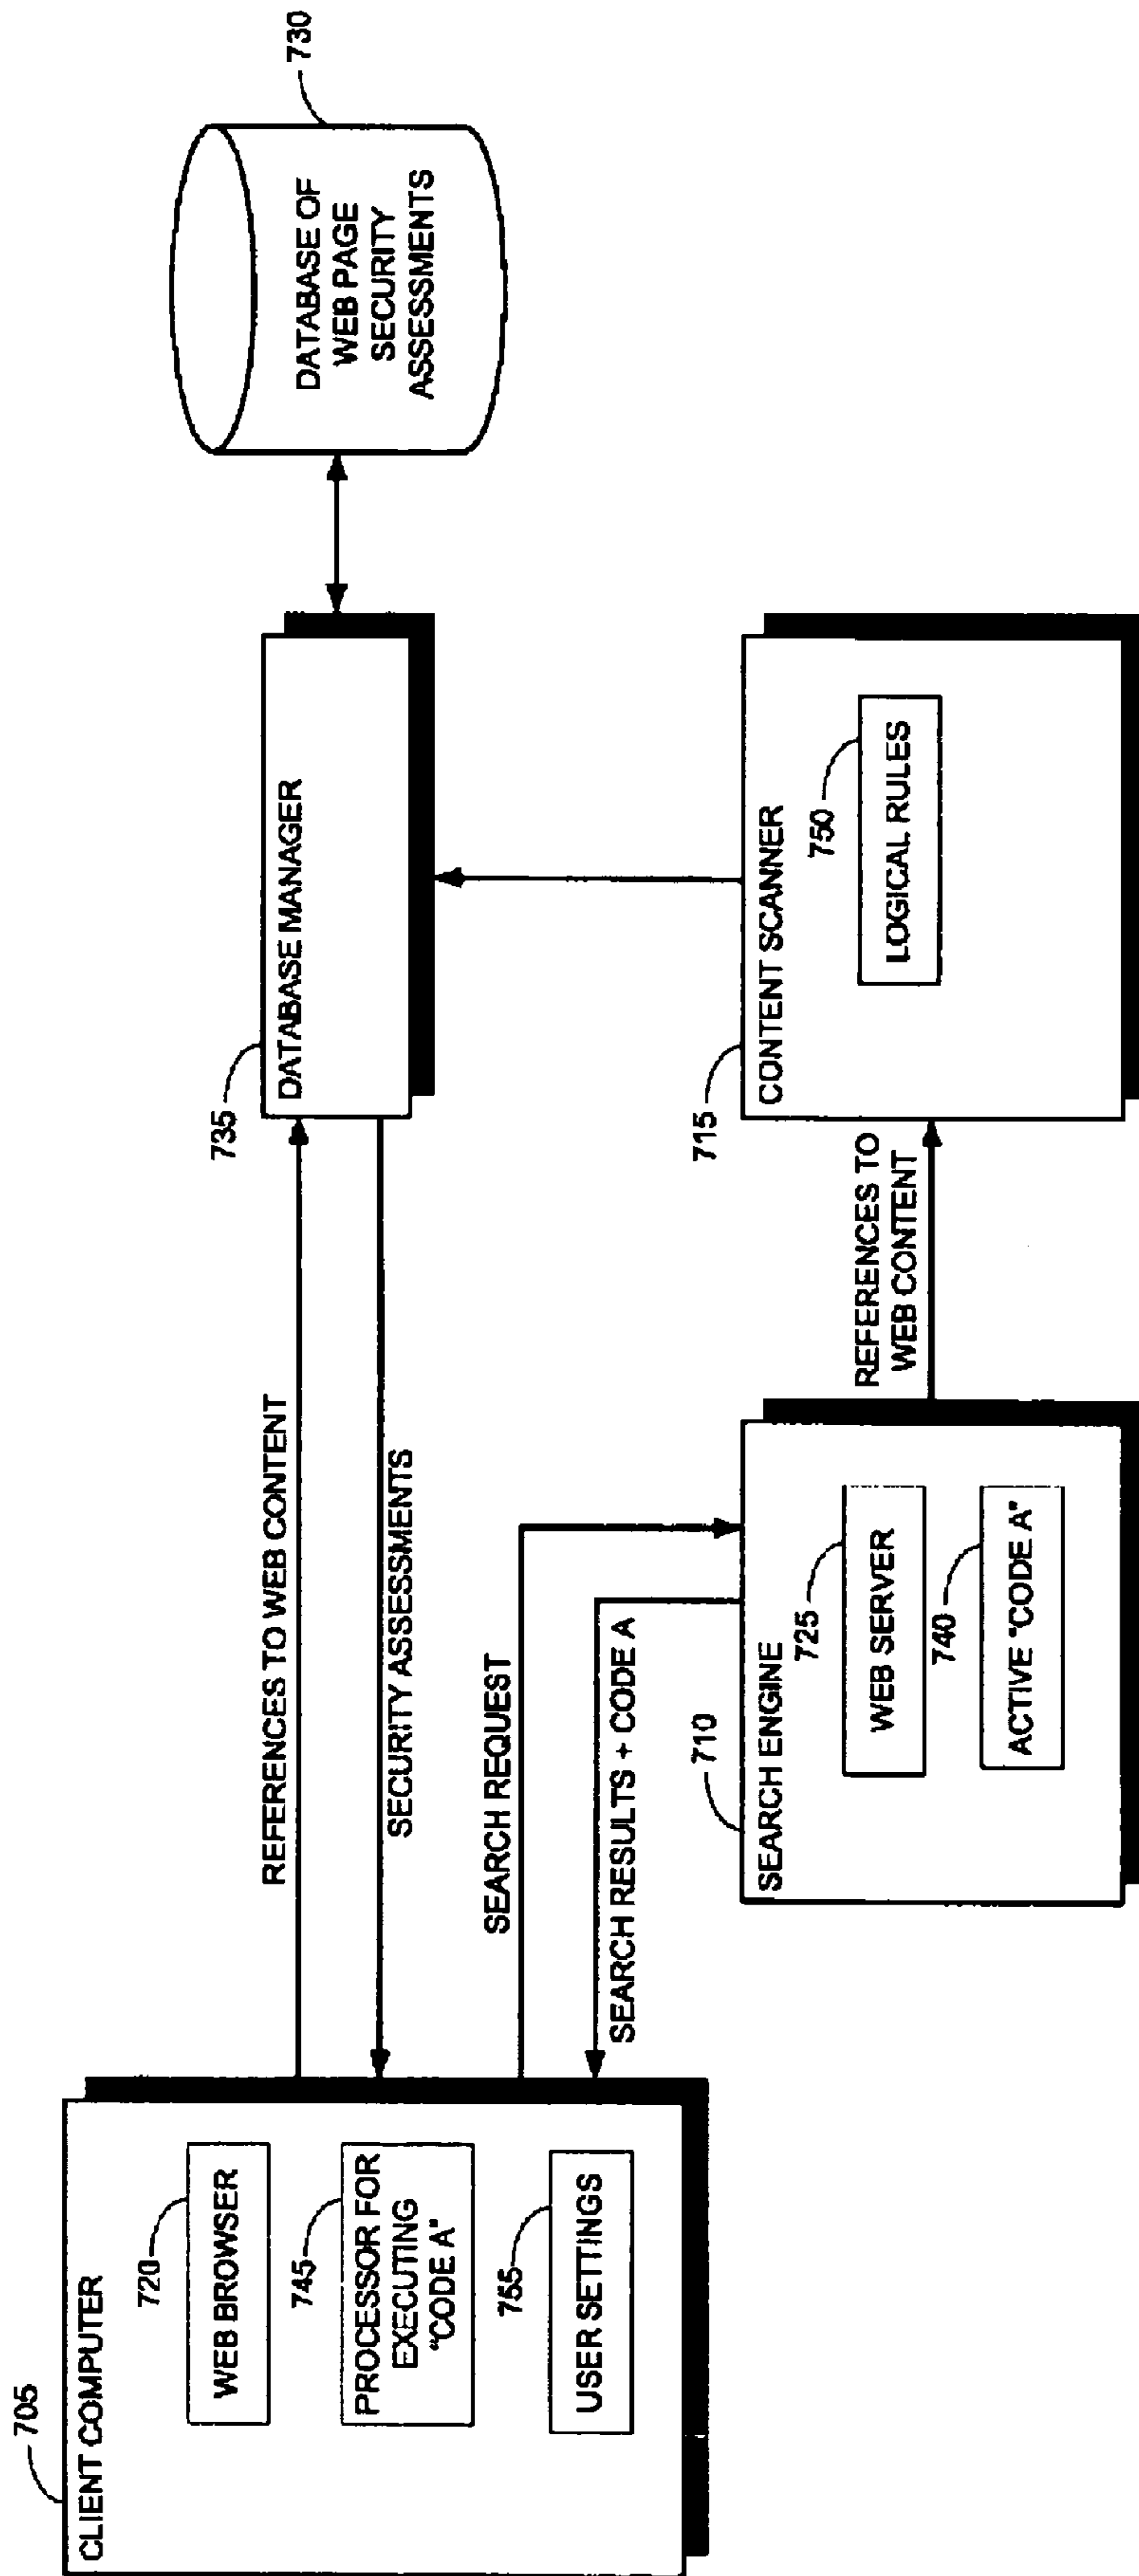 705
CLIENT COMPUTER
720
WEB BROWSER
745
PROCESSOR FOR
EXECUTING
"CODE A"
755
USER SETTINGS
REFERENCES TO WEB CONTENT
SECURITY ASSESSMENTS
SEARCH REQUEST
SEARCH RESULTS + CODE A
735
DATABASE MANAGER
730
DATABASE OF
WEB PAGE
SECURITY
ASSESSMENTS
710
SEARCH ENGINE
725
WEB SERVER
740
ACTIVE "CODE A"
REFERENCES TO
WEB CONTENT
715
CONTENT SCANNER
750
LOGICAL RULES